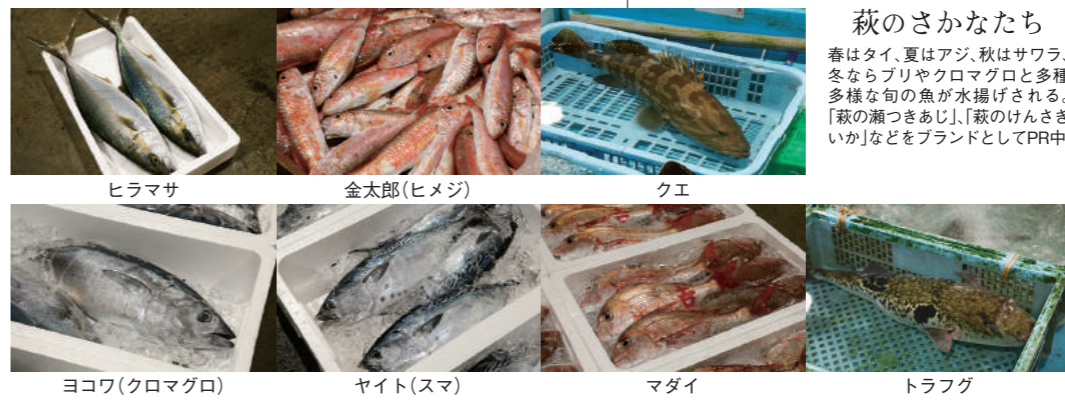 萩のさかなたち
春はタイ、夏はアジ、秋はサワラ、
冬ならブリやクロマグロと多種
多様な旬の魚が水揚げされる。
「萩の瀬つきあじ」、「萩のけんさき
いか」などをブランドとしてPR中
ヒラマサ
金太郎(ヒメジ)
クエ
ヨコワ(クロマグロ)
ヤイト(スマ)
マダイ
トラフグ